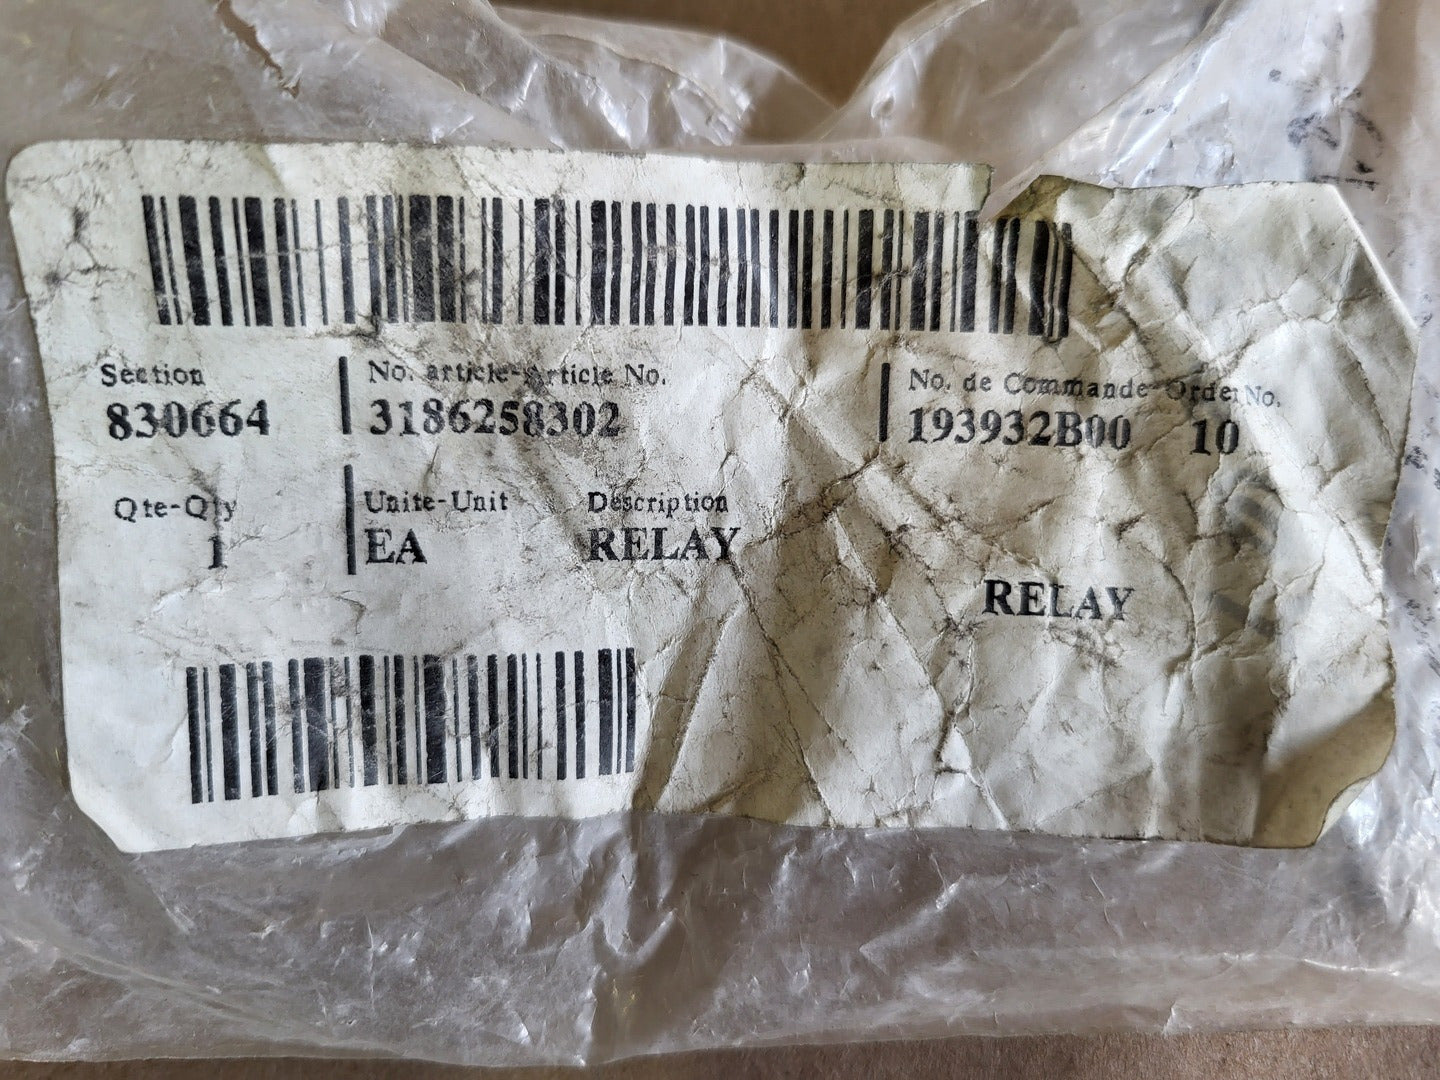 Section No. article-Article No. No. de Commande-Order No.
830664 3186258302 193932B00 10
Qte-Qty Unite-Unit Description
1 EA RELAY
RELAY